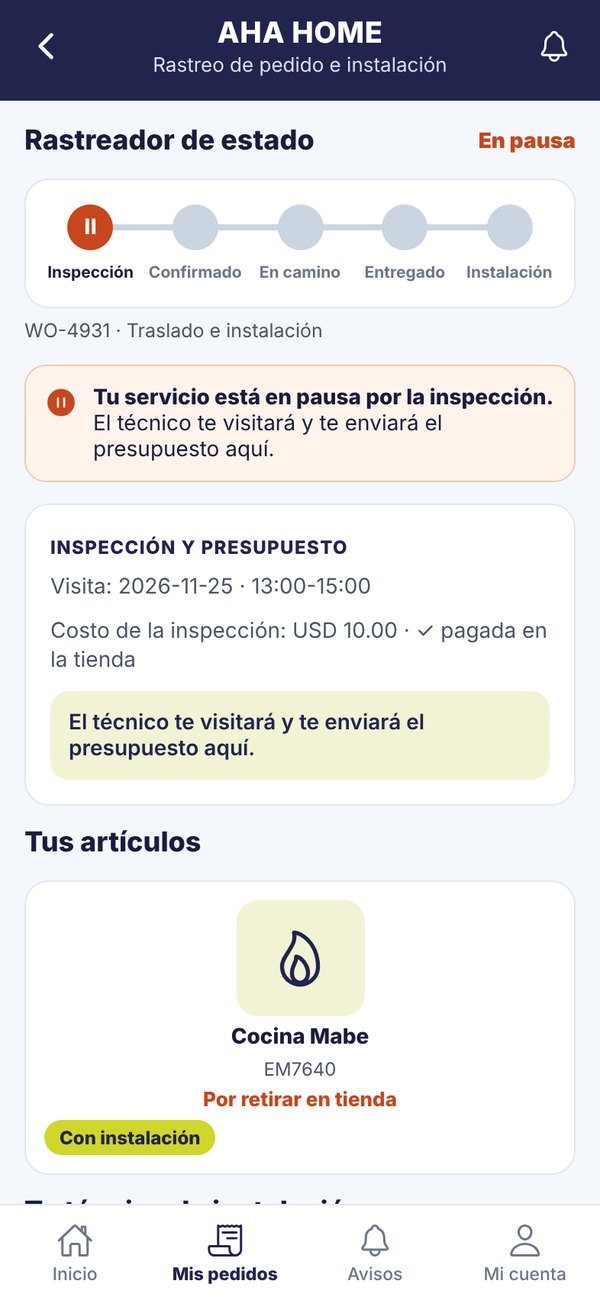 AHA HOME
Rastreo de pedido e instalación
Rastreador de estado
En pausa
Inspección
Confirmado
En camino
Entregado
Instalación
WO-4931 · Traslado e instalación
Tu servicio está en pausa por la inspección.
El técnico te visitará y te enviará el
presupuesto aquí.
INSPECCIÓN Y PRESUPUESTO
Visita: 2026-11-25 · 13:00-15:00
Costo de la inspección: USD 10.00 · ✓ pagada en
la tienda
El técnico te visitará y te enviará el
presupuesto aquí.
Tus artículos
Cocina Mabe
EM7640
Por retirar en tienda
Con instalación
Inicio
Mis pedidos
Avisos
Mi cuenta